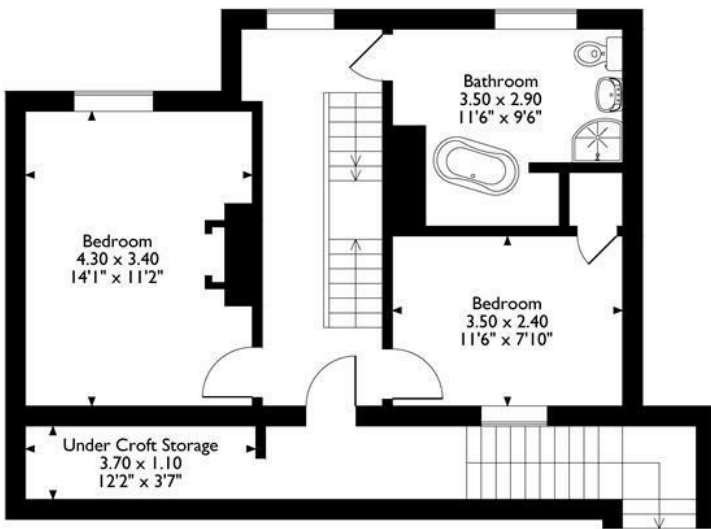 Bathroom
3.50 x 2.90
11'6" x 9'6"
Bedroom
4.30 x 3.40
14'1" x 11'2"
Bedroom
3.50 x 2.40
11'6" x 7'10"
Under Croft Storage
3.70 x 1.10
12'2" x 3'7"